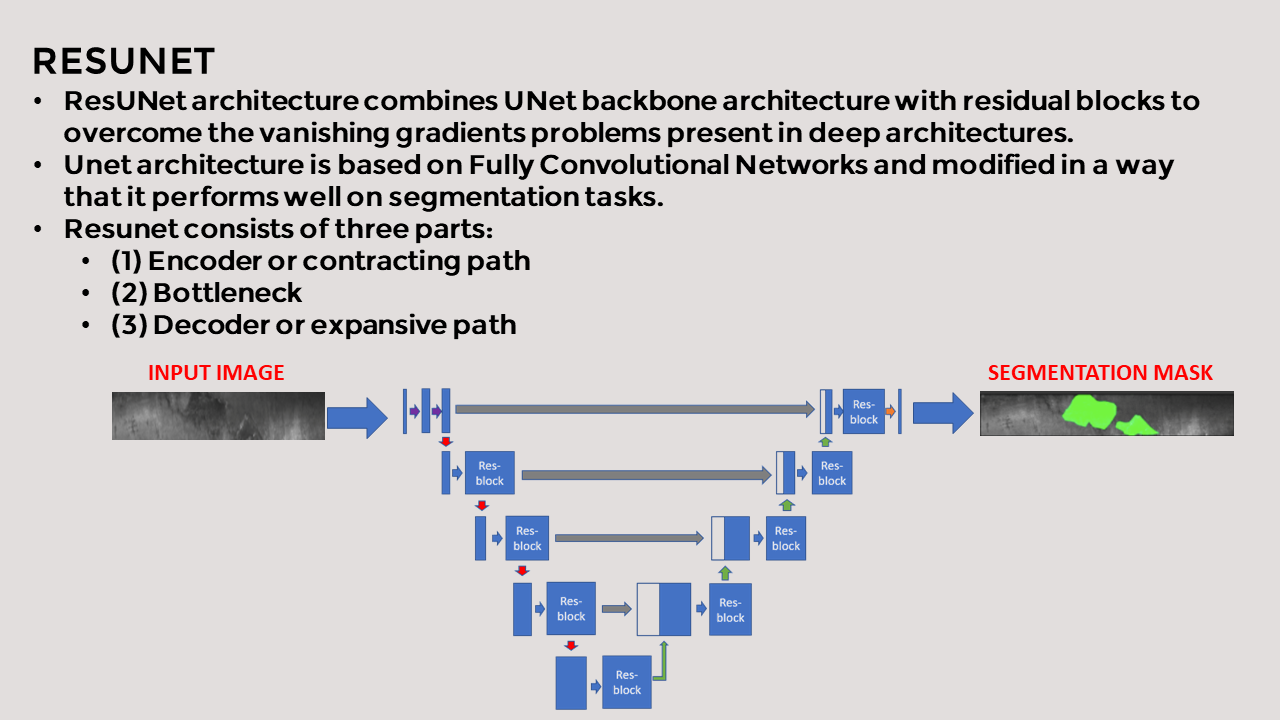 RESUNET
• ResUNet architecture combines UNet backbone architecture with residual blocks to
overcome the vanishing gradients problems present in deep architectures.
• Unet architecture is based on Fully Convolutional Networks and modified in a way
that it performs well on segmentation tasks.
• Resunet consists of three parts:
• (1) Encoder or contracting path
• (2) Bottleneck
• (3) Decoder or expansive path
INPUT IMAGE
SEGMENTATION MASK
Res-
block
Res-
block
Res-
block
Res-
block
Res-
block
Res-
block
Res-
block
Res-
block